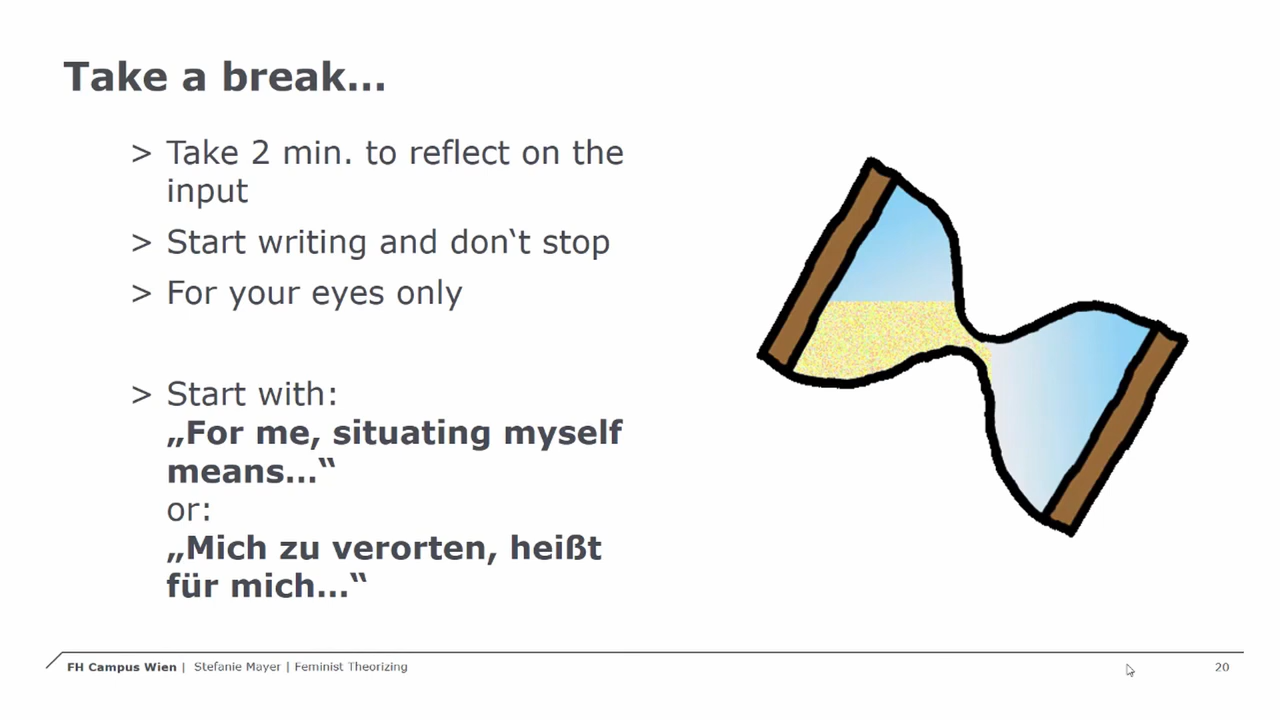 Take a break...
> Take 2 min. to reflect on the
input
> Start writing and don‘t stop
> For your eyes only
> Start with:
„For me, situating myself
means...“
or:
„Mich zu verorten, heißt
für mich...“
FH Campus Wien | Stefanie Mayer | Feminist Theorizing 20